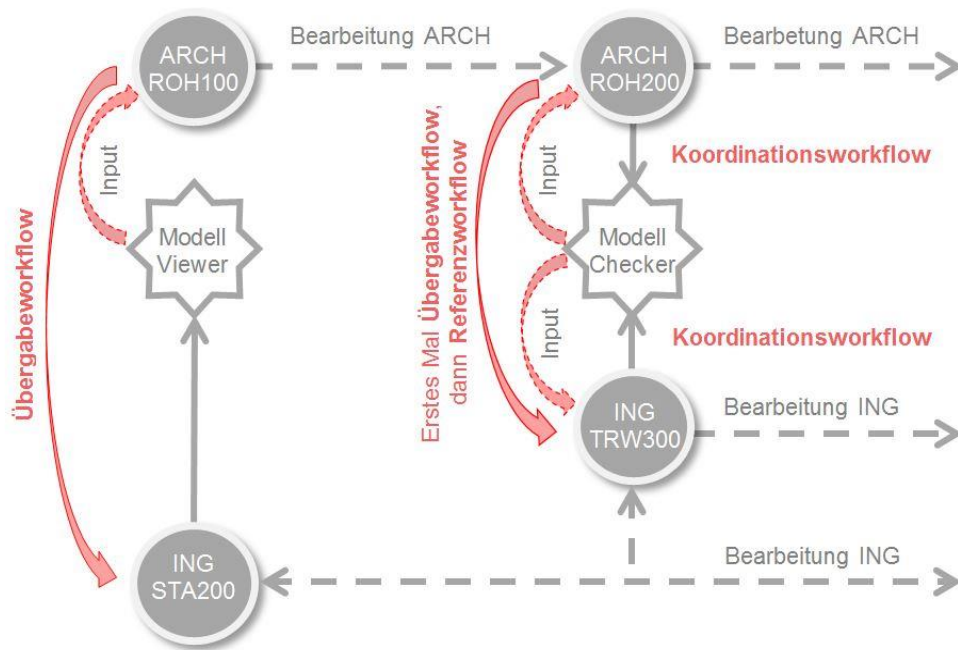 ARCH
ROH100
Bearbeitung ARCH
ARCH
ROH200
Bearbetung ARCH
Übergabeworkflow
Input
Modell
Viewer
Erstes Mal Übergabeworkflow,
dann Referenzworkflow
Input
Koordinationsworkflow
Modell
Checker
Input
Koordinationsworkflow
ING
TRW300
Bearbeitung ING
ING
STA200
Bearbeitung ING